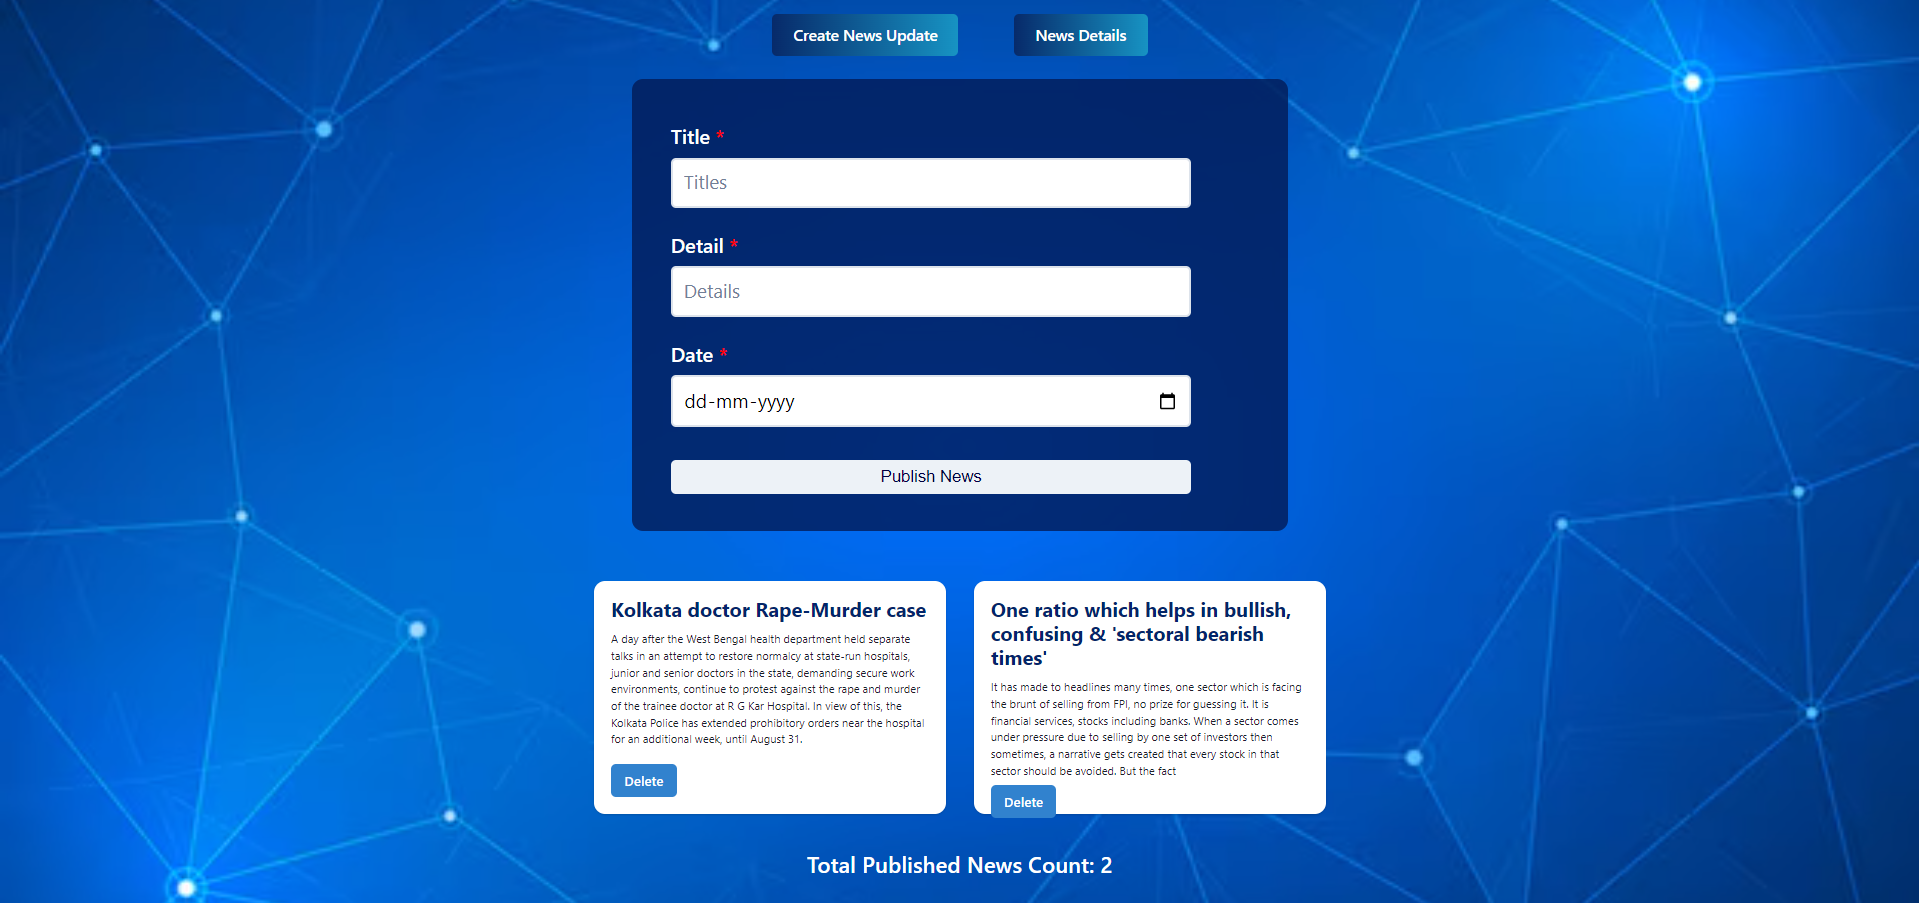 Create News Update
News Details
Title *
Titles
Detail *
Details
Date *
dd-mm-yyyy
Publish News
Kolkata doctor Rape-Murder case
A day after the West Bengal health department held separate
talks in an attempt to restore normalcy at state-run hospitals,
junior and senior doctors in the state, demanding secure work
environments, continue to protest against the rape and murder
of the trainee doctor at R G Kar Hospital. In view of this, the
Kolkata Police has extended prohibitory orders near the hospital
for an additional week, until August 31.
Delete
One ratio which helps in bullish,
confusing & 'sectoral bearish
times'
It has made to headlines many times, one sector which is facing
the brunt of selling from FPI, no prize for guessing it. It is
financial services, stocks including banks. When a sector comes
under pressure due to selling by one set of investors then
sometimes, a narrative gets created that every stock in that
sector should be avoided. But the fact
Delete
Total Published News Count: 2